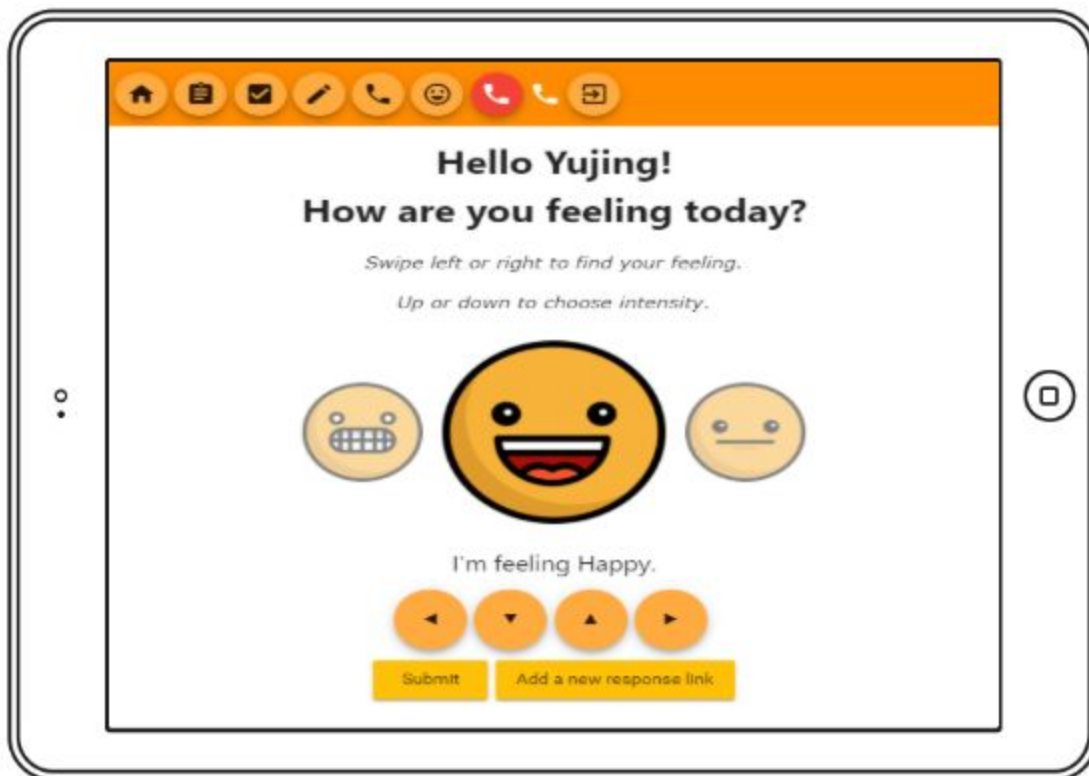 Hello Yujing!
How are you feeling today?
Swipe left or right to find your feeling.
Up or down to choose intensity.
I'm feeling Happy.
Submit
Add a new response link